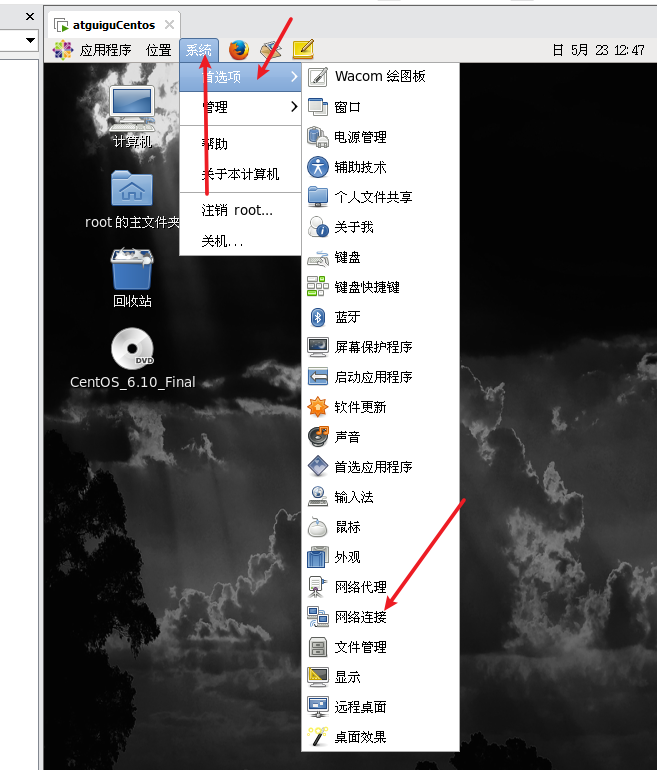 atguiguCentos
应用程序 位置 系统 日 5月 23 12:47
首选项
管理
帮助
关于本计算机
注销 root...
关机...
计算机
root 的主文件夹
回收站
DVD
CentOS_6.10_Final
Wacom 绘图板
窗口
电源管理
辅助技术
个人文件共享
关于我
键盘
键盘快捷键
蓝牙
屏幕保护程序
启动应用程序
软件更新
声音
首选应用程序
输入法
鼠标
外观
网络代理
网络连接
文件管理
显示
远程桌面
桌面效果